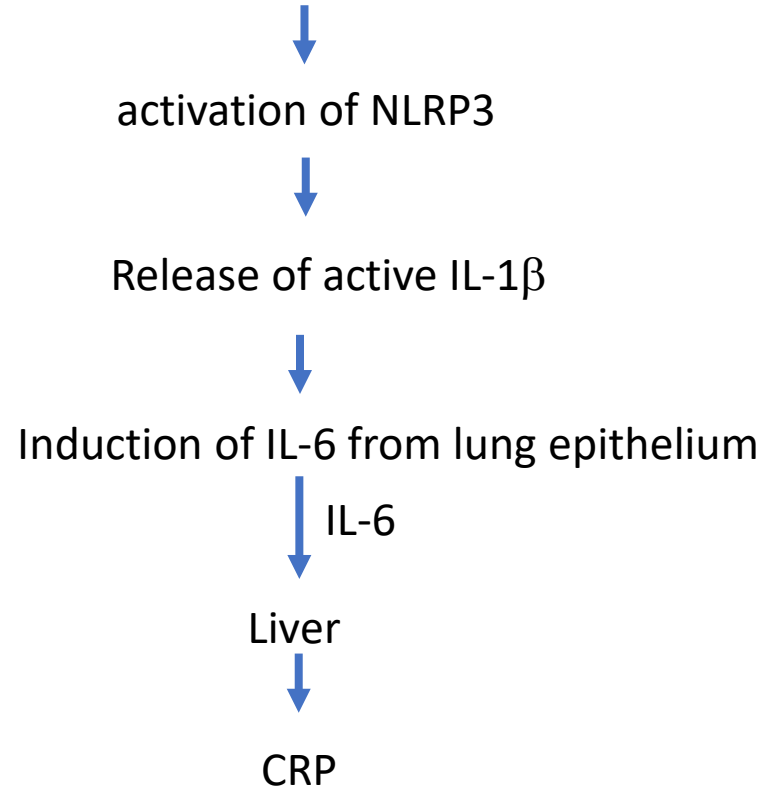 activation of NLRP3
Release of active IL-1β
Induction of IL-6 from lung epithelium
IL-6
Liver
CRP